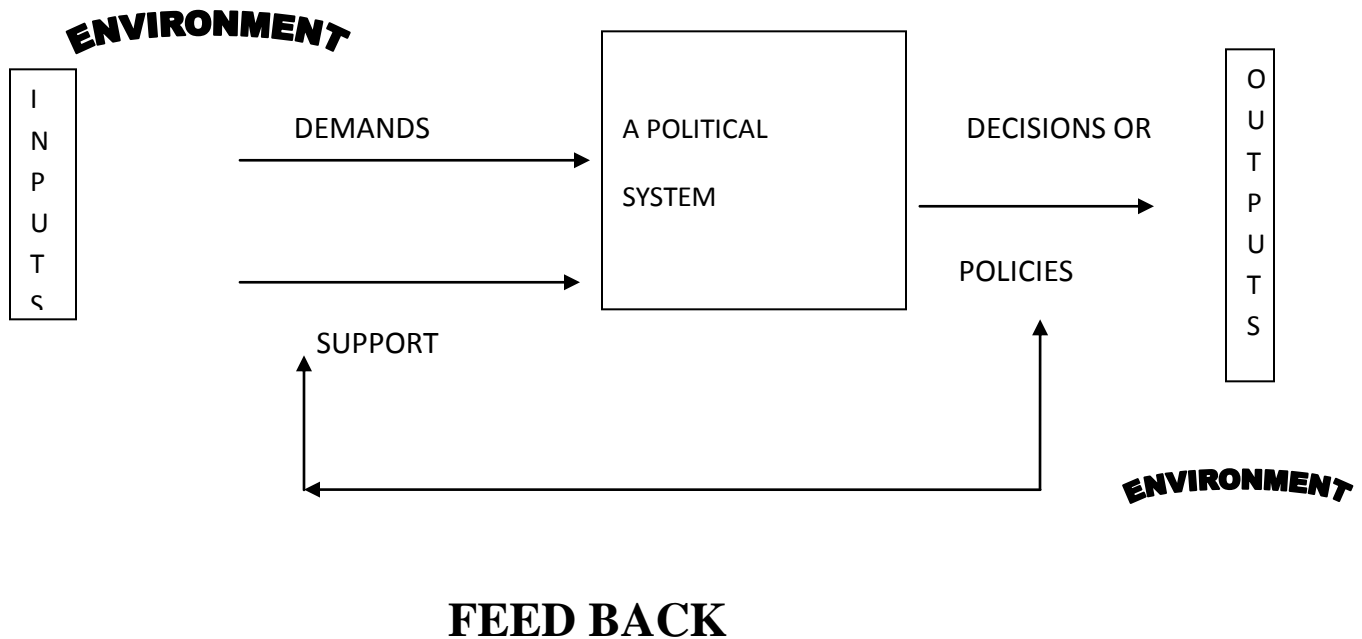 ENVIRONMENT
I
N
P
U
T
S
DEMANDS
SUPPORT
A POLITICAL
SYSTEM
DECISIONS OR
POLICIES
O
U
T
P
U
T
S
ENVIRONMENT
FEED BACK